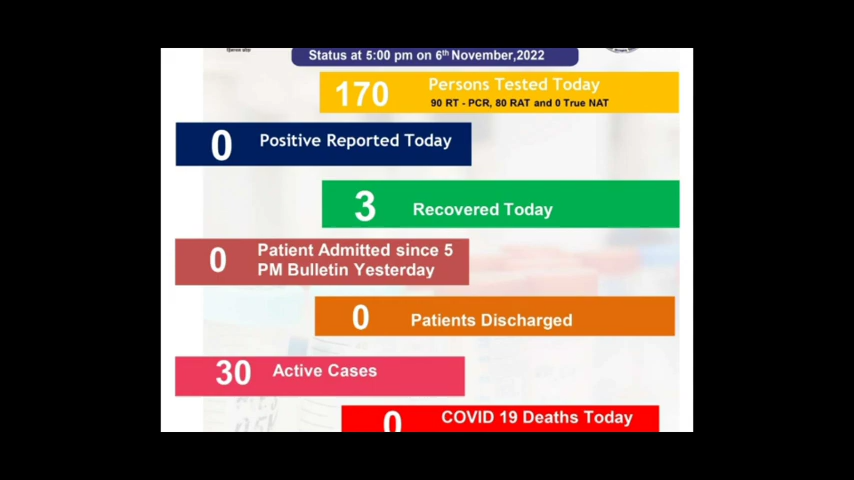 Status at 5:00 pm on 6th November,2022
170 Persons Tested Today
90 RT - PCR, 80 RAT and 0 True NAT
0 Positive Reported Today
3 Recovered Today
0 Patient Admitted since 5
PM Bulletin Yesterday
0 Patients Discharged
30 Active Cases
0 COVID 19 Deaths Today